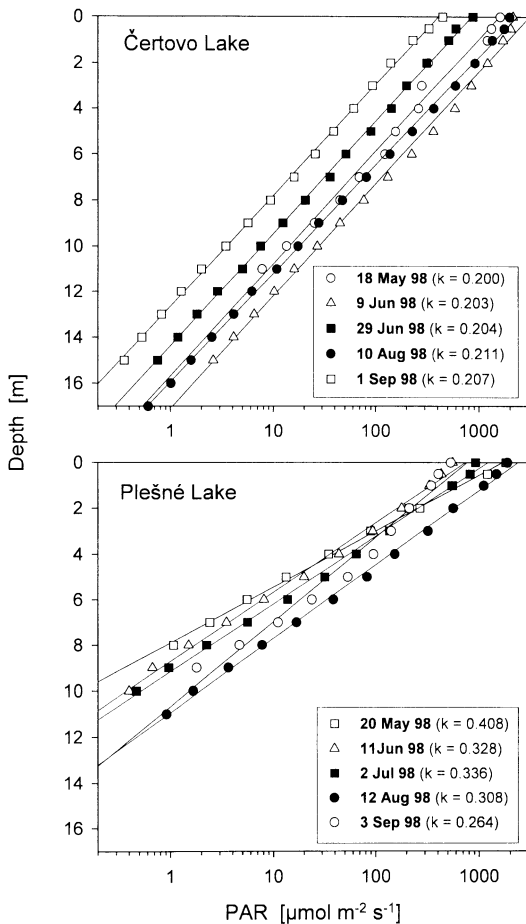 1 10 100 1000
0
2
4
6
8
10
12
14
16
Čertovo Lake
18 May 98 (k = 0.200)
9 Jun 98 (k = 0.203)
29 Jun 98 (k = 0.204)
10 Aug 98 (k = 0.211)
1 Sep 98 (k = 0.207)
Depth [m]
0
2
4
6
8
10
12
14
16
Plešné Lake
20 May 98 (k = 0.408)
11Jun 98 (k = 0.328)
2 Jul 98 (k = 0.336)
12 Aug 98 (k = 0.308)
3 Sep 98 (k = 0.264)
1 10 100 1000
PAR [µmol m⁻² s⁻¹]